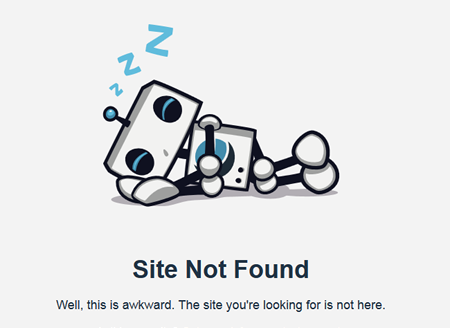 Z
Z
Z
Site Not Found
Well, this is awkward. The site you're looking for is not here.